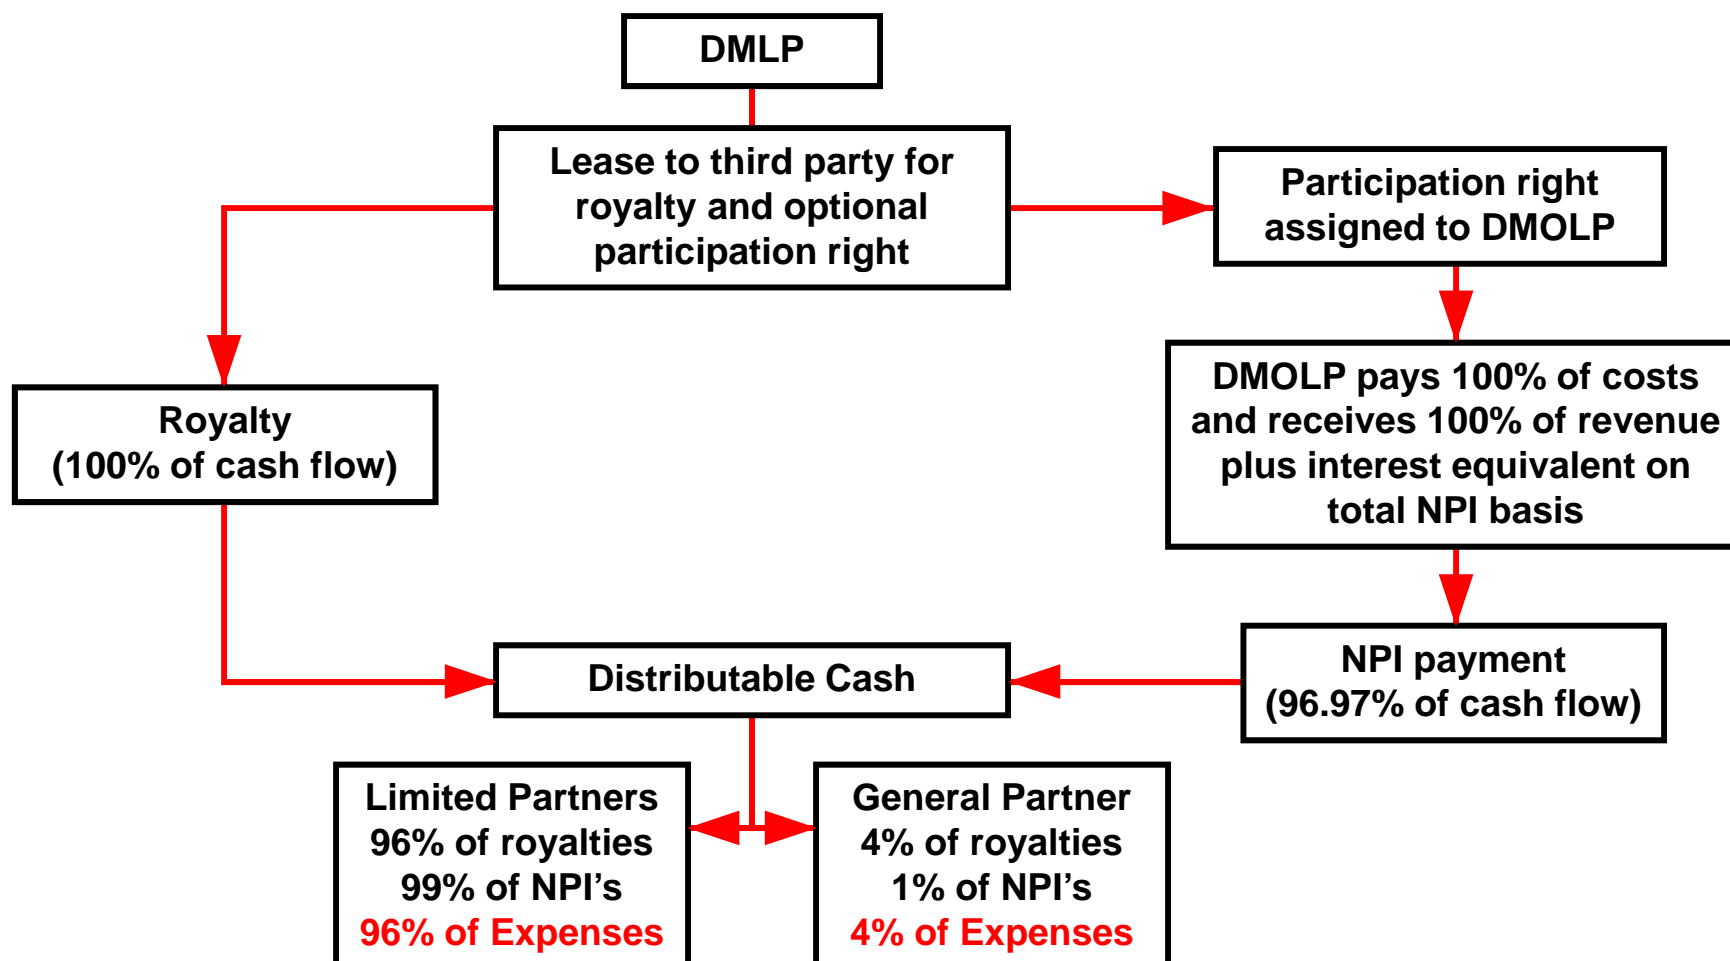 DMLP
Lease to third party for
royalty and optional
participation right
Participation right
assigned to DMOLP
Royalty
(100% of cash flow)
DMOLP pays 100% of costs
and receives 100% of revenue
plus interest equivalent on
total NPI basis
Distributable Cash
NPI payment
(96.97% of cash flow)
Limited Partners
96% of royalties
99% of NPI’s
96% of Expenses
General Partner
4% of royalties
1% of NPI’s
4% of Expenses